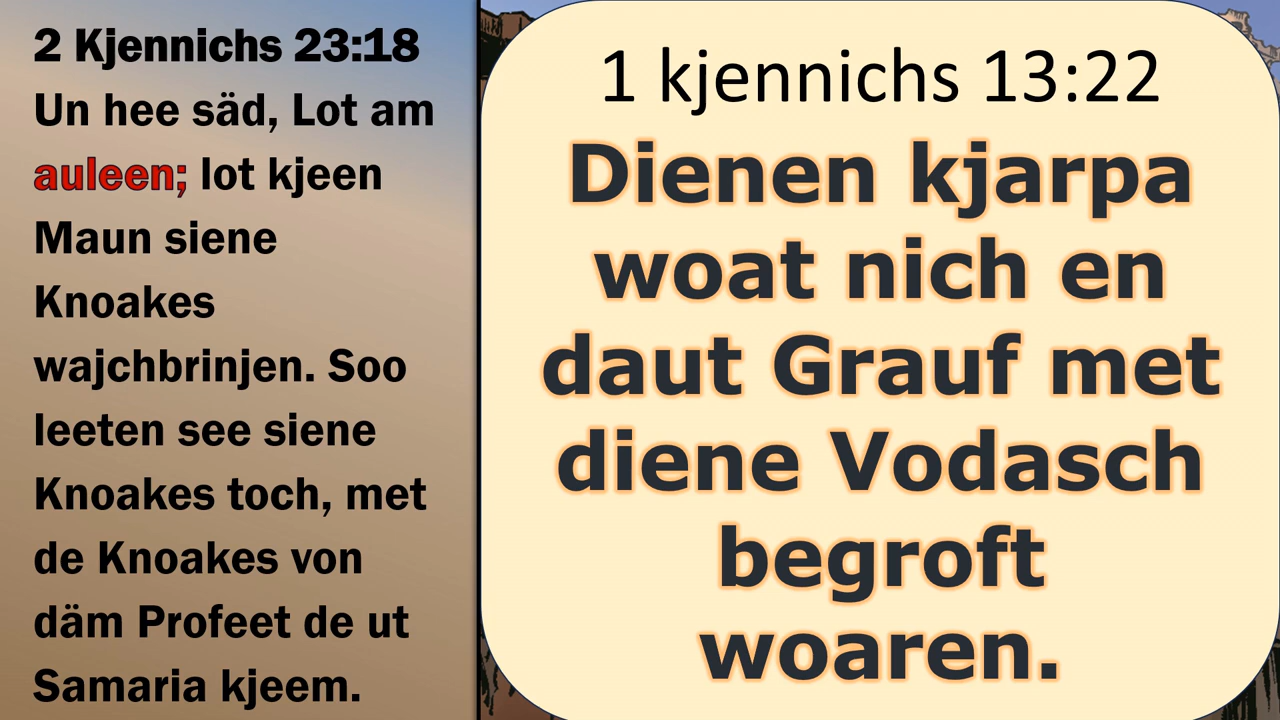 2 Kjennichs 23:18
Un hee säd, Lot am
auleen; lot kjeen
Maun siene
Knoakes
wajchbrinjen. Soo
leeten see siene
Knoakes toch, met
de Knoakes von
däm Profeet de ut
Samaria kjeem.
1 kjennichs 13:22
Dienen kjarpa
woat nich en
daut Grauf met
diene Vodasch
begroft
woaren.